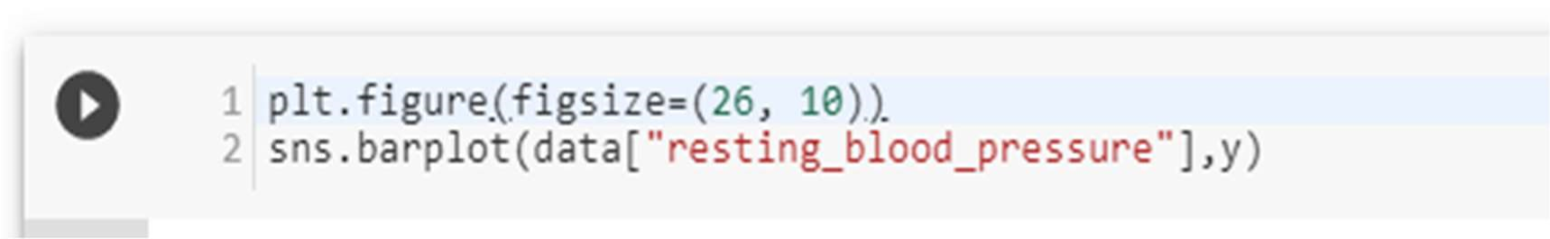 1 plt.figure(figsize=(26, 10))
2 sns.barplot(data["resting_blood_pressure"],y)